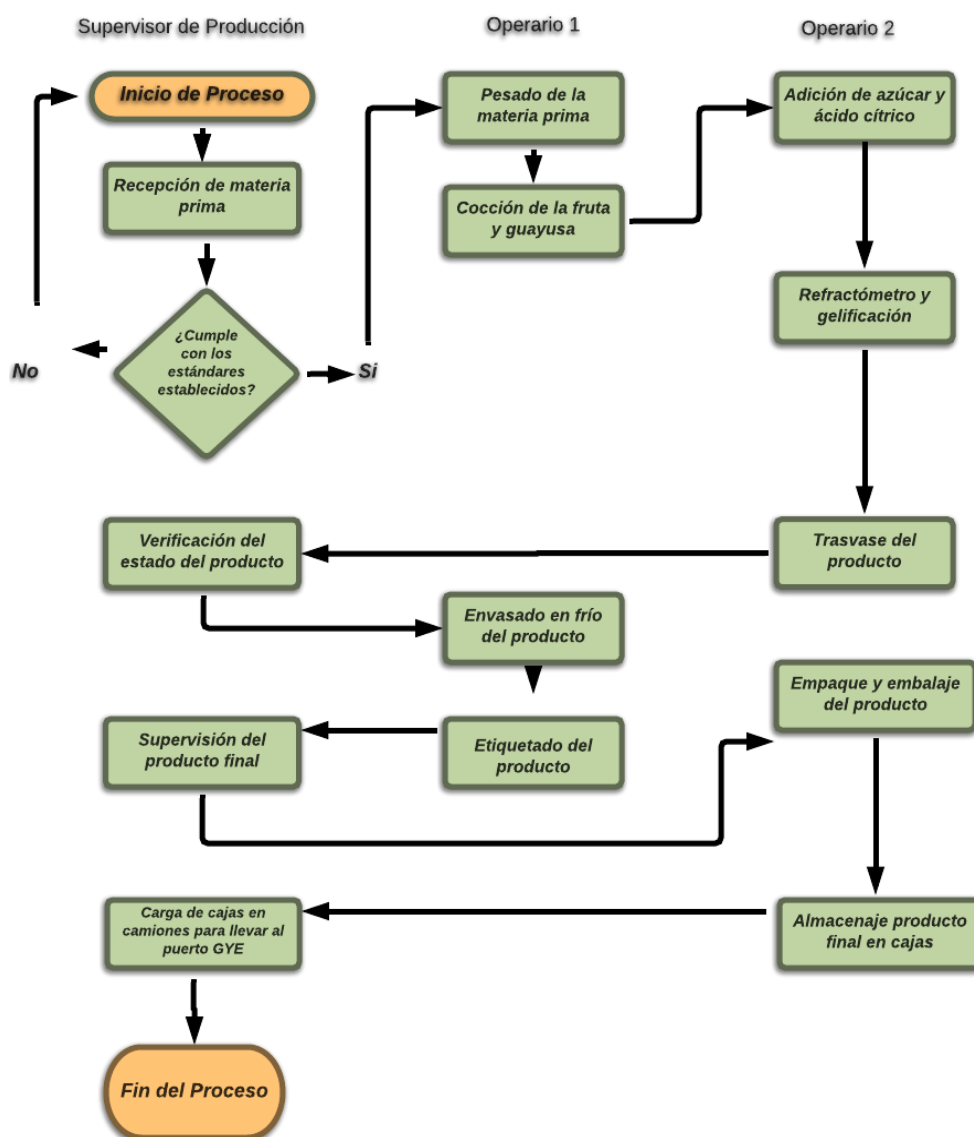 Supervisor de Producción
Operario 1
Operario 2
Inicio de Proceso
Recepción de materia
prima
¿Cumple
con los
estándares
establecidos?
No
Si
Pesado de la
materia prima
Cocción de la fruta
y guayusa
Adición de azúcar y
ácido cítrico
Refractómetro y
gelificación
Trasvase del
producto
Verificación del
estado del producto
Envasado en frío
del producto
Etiquetado del
producto
Supervisión del
producto final
Empaque y embalaje
del producto
Almacenaje producto
final en cajas
Carga de cajas en
camiones para llevar al
puerto GYE
Fin del Proceso